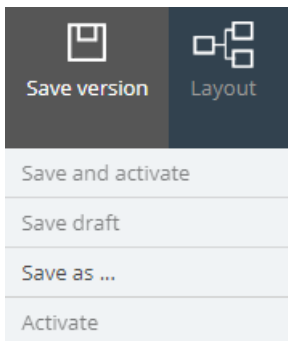 Save version
Layout
Save and activate
Save draft
Save as ...
Activate